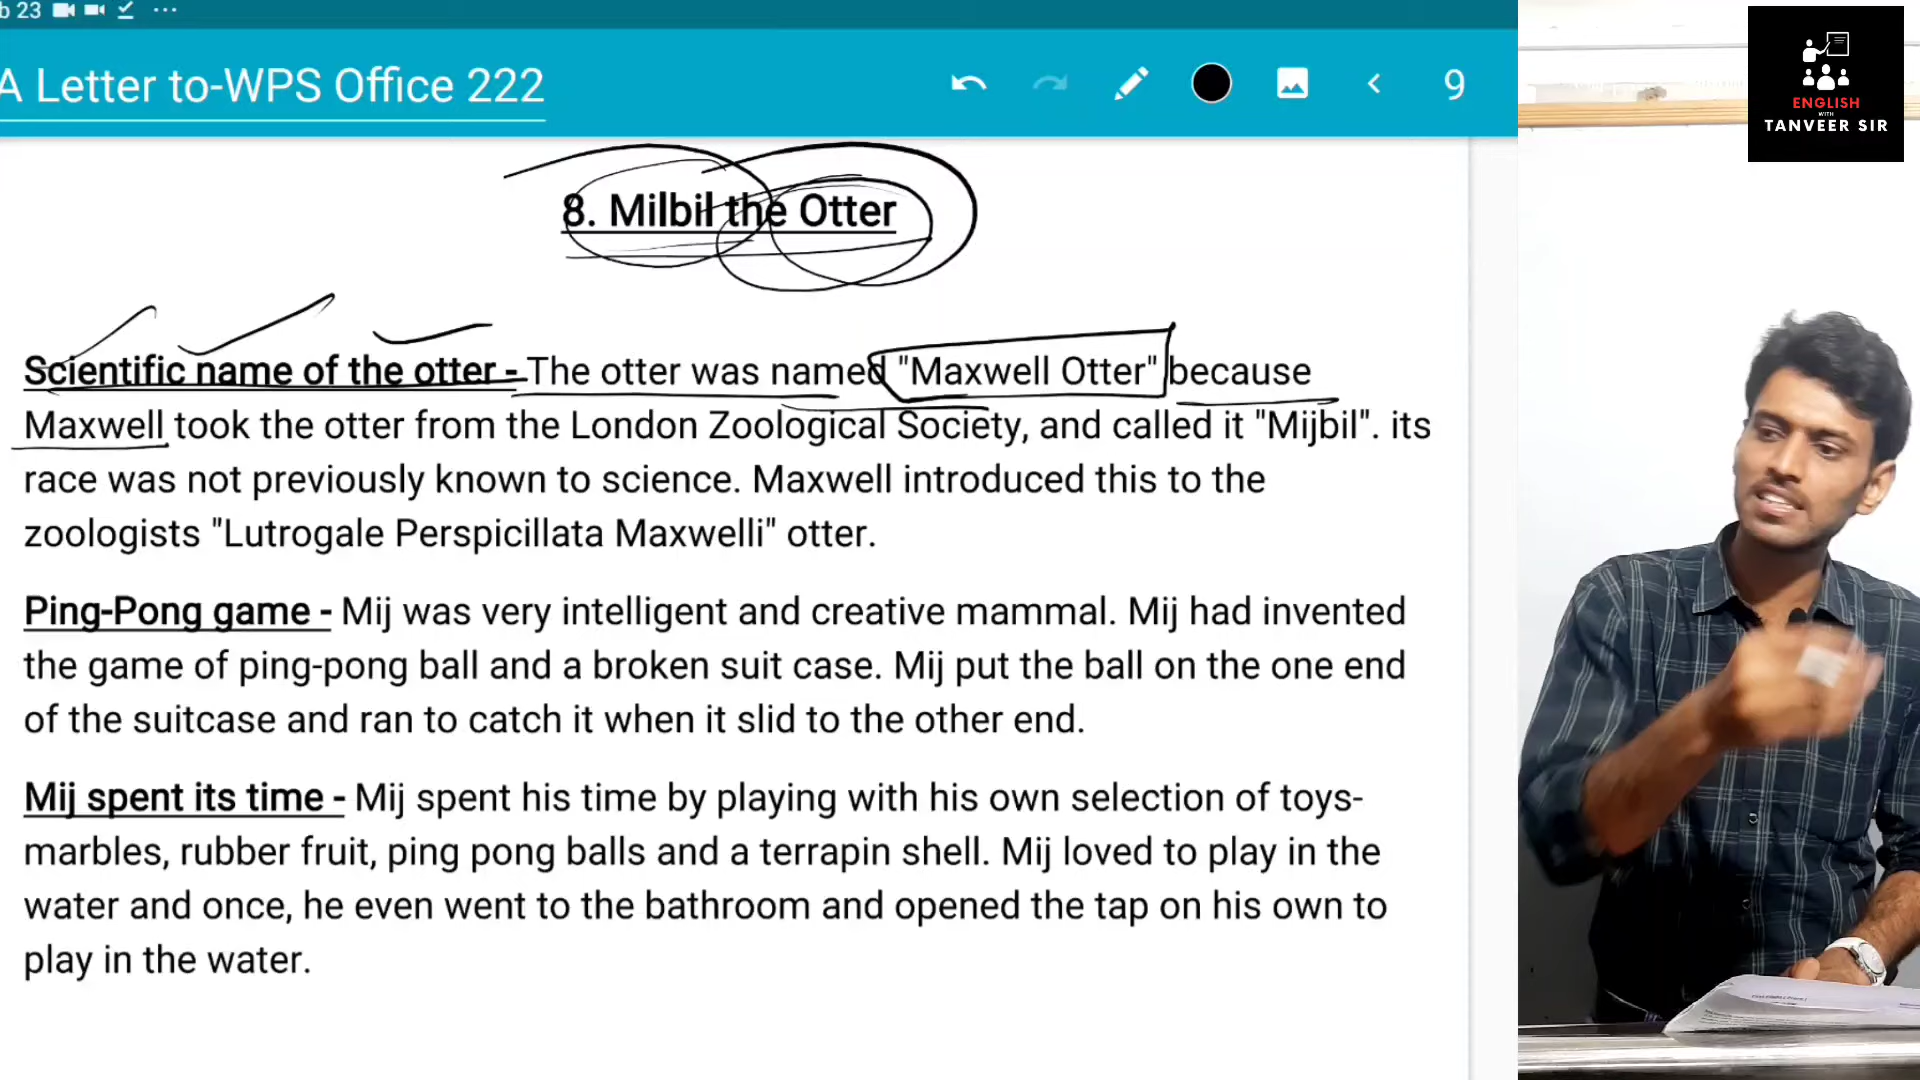 b 23
A Letter to-WPS Office 222
9
ENGLISH
WITH
TANVEER SIR
8. Milbil the Otter
Scientific name of the otter - The otter was named "Maxwell Otter" because
Maxwell took the otter from the London Zoological Society, and called it "Mijbil". its
race was not previously known to science. Maxwell introduced this to the
zoologists "Lutrogale Perspicillata Maxwelli" otter.
Ping-Pong game - Mij was very intelligent and creative mammal. Mij had invented
the game of ping-pong ball and a broken suit case. Mij put the ball on the one end
of the suitcase and ran to catch it when it slid to the other end.
Mij spent its time - Mij spent his time by playing with his own selection of toys-
marbles, rubber fruit, ping pong balls and a terrapin shell. Mij loved to play in the
water and once, he even went to the bathroom and opened the tap on his own to
play in the water.